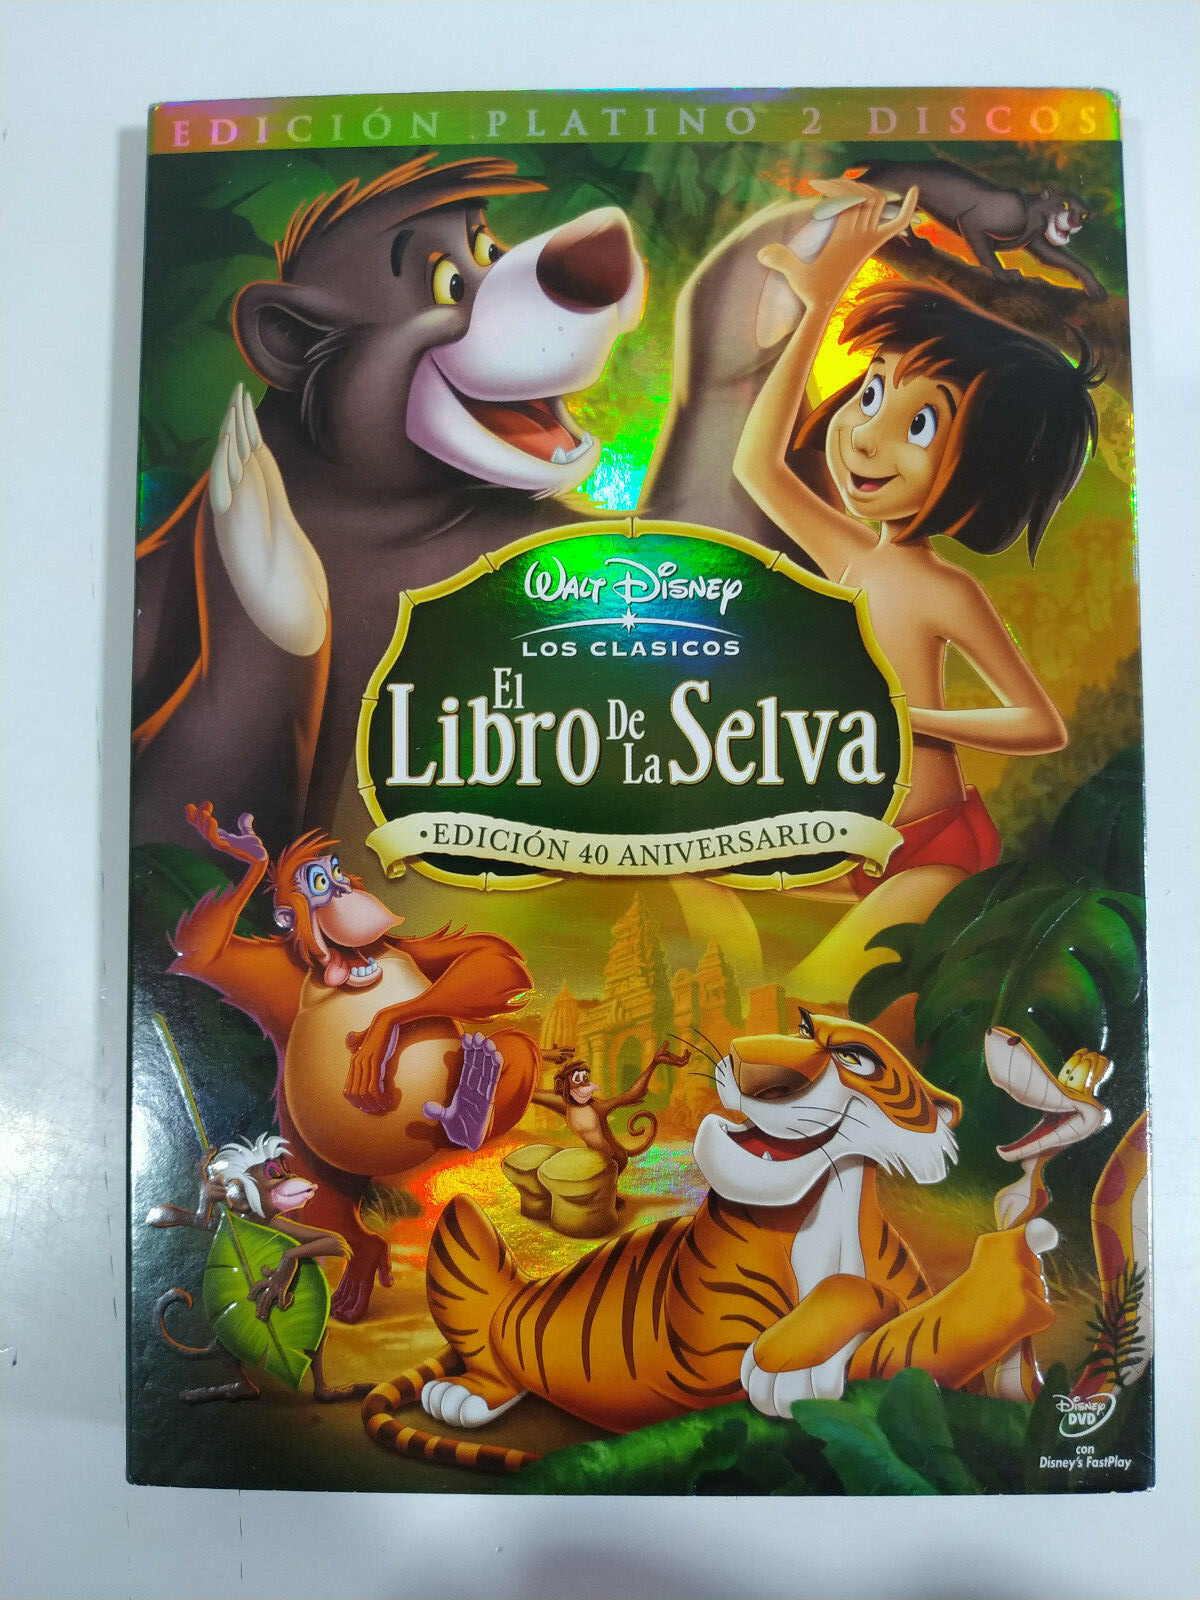 EDICIÓN PLATINO 2 DISCOS
WALT DISNEY
LOS CLASICOS
El
Libro De La Selva
·EDICIÓN 40 ANIVERSARIO·
DISNEY
DVD
con
Disney's FastPlay